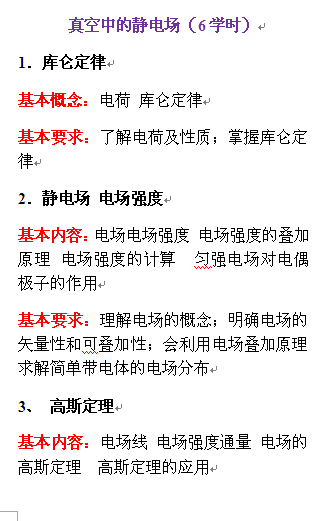 真空中的静电场（6学时）
1．库仑定律
基本概念：电荷 库仑定律
基本要求：了解电荷及性质；掌握库仑定
律
2．静电场 电场强度
基本内容：电场电场强度 电场强度的叠加
原理 电场强度的计算 匀强电场对电偶
极子的作用
基本要求：理解电场的概念；明确电场的
矢量性和可叠加性；会利用电场叠加原理
求解简单带电体的电场分布
3、 高斯定理
基本内容：电场线 电场强度通量 电场的
高斯定理 高斯定理的应用